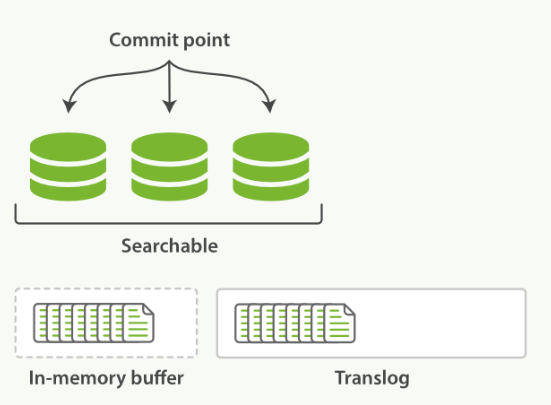 Commit point
Searchable
In-memory buffer
Translog